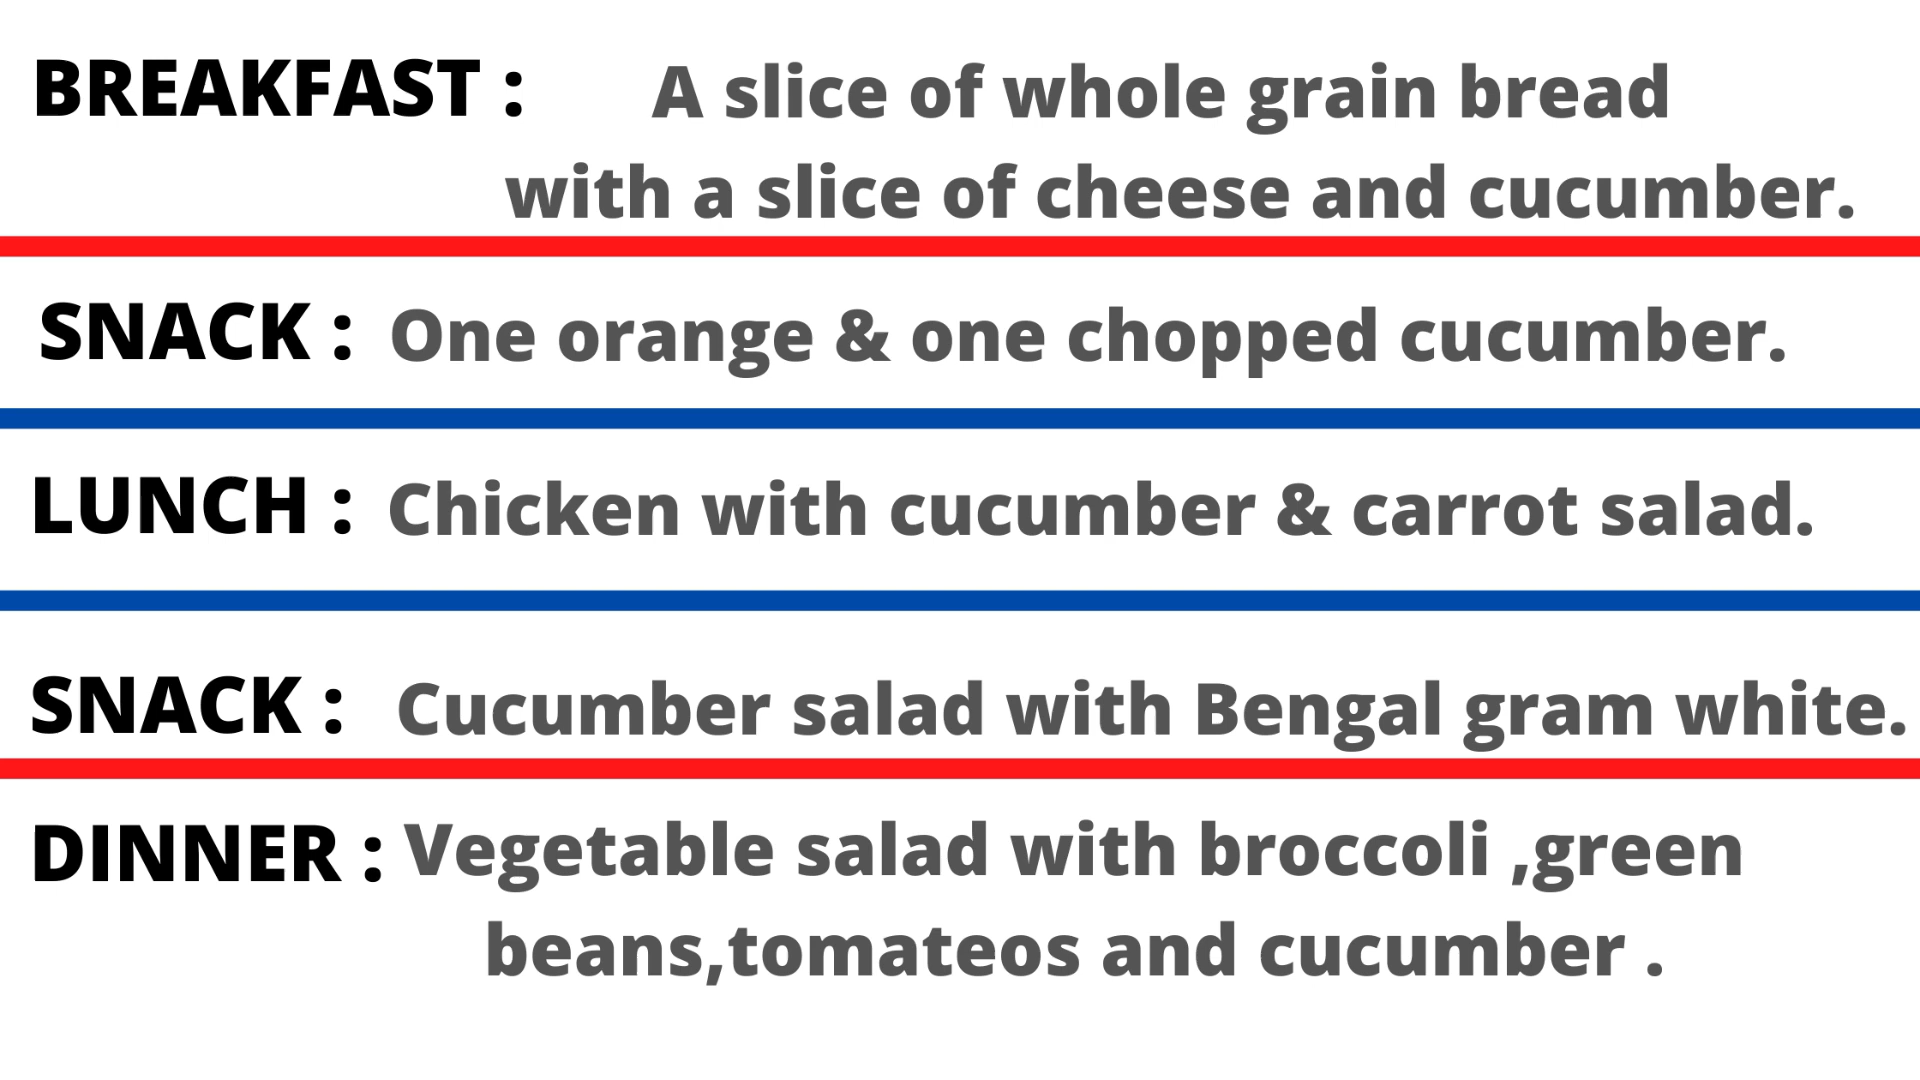 BREAKFAST : A slice of whole grain bread
with a slice of cheese and cucumber.
SNACK : One orange & one chopped cucumber.
LUNCH : Chicken with cucumber & carrot salad.
SNACK : Cucumber salad with Bengal gram white.
DINNER : Vegetable salad with broccoli ,green
beans,tomateos and cucumber .